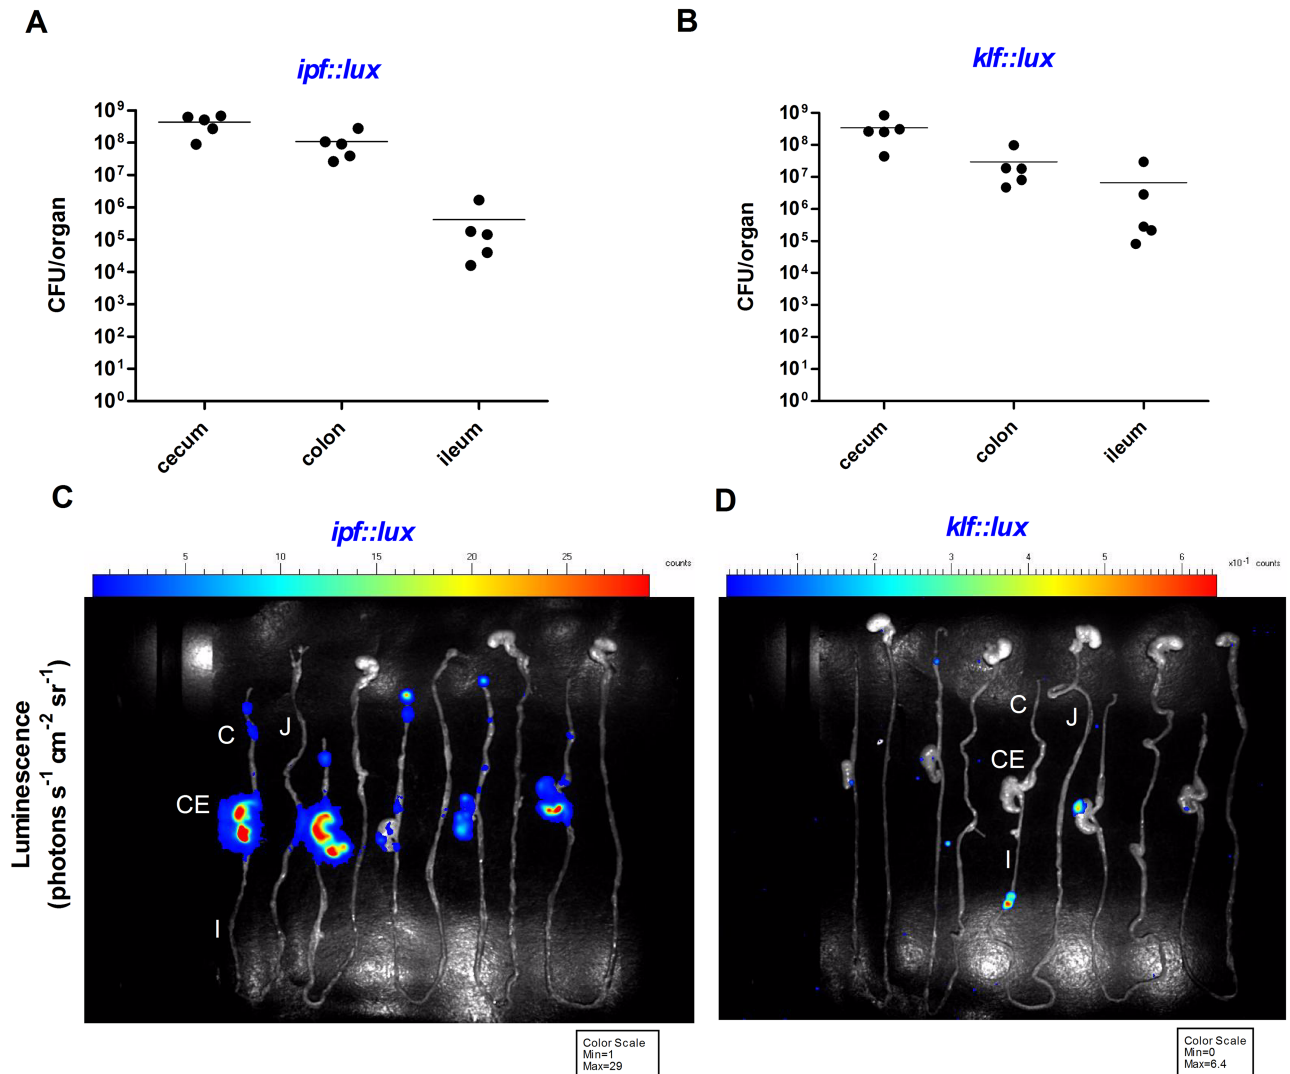 A
ipf::lux
CFU/organ
10⁹
10⁸
10⁷
10⁶
10⁵
10⁴
10³
10²
10¹
10⁰
cecum
colon
ileum
B
klf::lux
CFU/organ
10⁹
10⁸
10⁷
10⁶
10⁵
10⁴
10³
10²
10¹
10⁰
cecum
colon
ileum
C
ipf::lux
5 10 15 20 25 counts
Luminescence
(photons s⁻¹ cm⁻² sr⁻¹)
C
J
CE
I
Color Scale
Min=1
Max=29
D
klf::lux
1 2 3 4 5 6 x10⁻¹ counts
C
J
CE
I
Color Scale
Min=0
Max=6.4